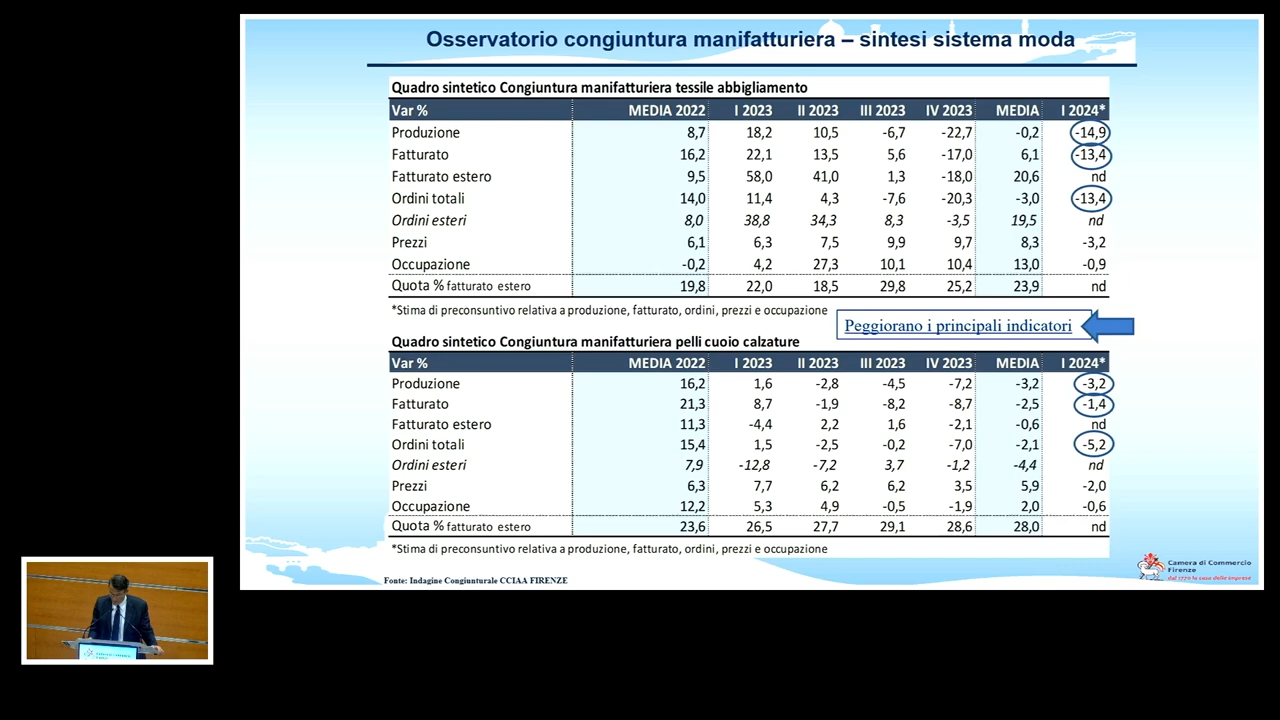 Osservatorio congiuntura manifatturiera – sintesi sistema moda
Quadro sintetico Congiuntura manifatturiera tessile abbigliamento
Var % MEDIA 2022 I 2023 II 2023 III 2023 IV 2023 MEDIA I 2024*
Produzione 8,7 18,2 10,5 -6,7 -22,7 -0,2 -14,9
Fatturato 16,2 22,1 13,5 5,6 -17,0 6,1 -13,4
Fatturato estero 9,5 58,0 41,0 1,3 -18,0 20,6 nd
Ordini totali 14,0 11,4 4,3 -7,6 -20,3 -3,0 -13,4
Ordini esteri 8,0 38,8 34,3 8,3 -3,5 19,5 nd
Prezzi 6,1 6,3 7,5 9,9 9,7 8,3 -3,2
Occupazione -0,2 4,2 27,3 10,1 10,4 13,0 -0,9
Quota % fatturato estero 19,8 22,0 18,5 29,8 25,2 23,9 nd
*Stima di preconsuntivo relativa a produzione, fatturato, ordini, prezzi e occupazione
Peggiorano i principali indicatori
Quadro sintetico Congiuntura manifatturiera pelli cuoio calzature
Var % MEDIA 2022 I 2023 II 2023 III 2023 IV 2023 MEDIA I 2024*
Produzione 16,2 1,6 -2,8 -4,5 -7,2 -3,2 -3,2
Fatturato 21,3 8,7 -1,9 -8,2 -8,7 -2,5 -1,4
Fatturato estero 11,3 -4,4 2,2 1,6 -2,1 -0,6 nd
Ordini totali 15,4 1,5 -2,5 -0,2 -7,0 -2,1 -5,2
Ordini esteri 7,9 -12,8 -7,2 3,7 -1,2 -4,4 nd
Prezzi 6,3 7,7 6,2 6,2 3,5 5,9 -2,0
Occupazione 12,2 5,3 4,9 -0,5 -1,9 2,0 -0,6
Quota % fatturato estero 23,6 26,5 27,7 29,1 28,6 28,0 nd
*Stima di preconsuntivo relativa a produzione, fatturato, ordini, prezzi e occupazione
Fonte: Indagine Congiunturale CCIAA FIRENZE
Camera di Commercio
Firenze
dal 1770 la casa delle imprese